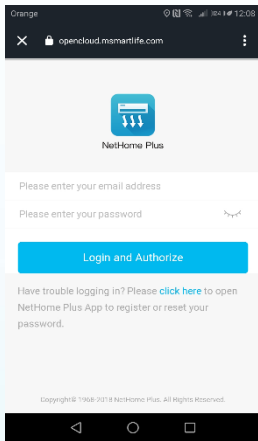 Orange 12:08
opencloud.msmartlife.com
NetHome Plus
Please enter your email address
Please enter your password
Login and Authorize
Have trouble logging in? Please click here to open
NetHome Plus App to register or reset your
password.
Copyright© 1968-2018 NetHome Plus. All Rights Reserved.